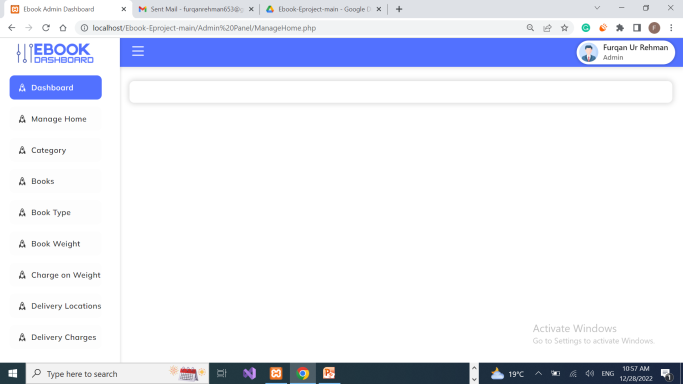 Ebook Admin Dashboard
Sent Mail - furqanrehman653@g
Ebook-Eproject-main - Google D
localhost/Ebook-Eproject-main/Admin%20Panel/ManageHome.php
EBOOK
DASHBOARD
Furqan Ur Rehman
Admin
Dashboard
Manage Home
Category
Books
Book Type
Book Weight
Charge on Weight
Delivery Locations
Delivery Charges
Activate Windows
Go to Settings to activate Windows.
Type here to search
19°C
ENG
10:57 AM
12/28/2022